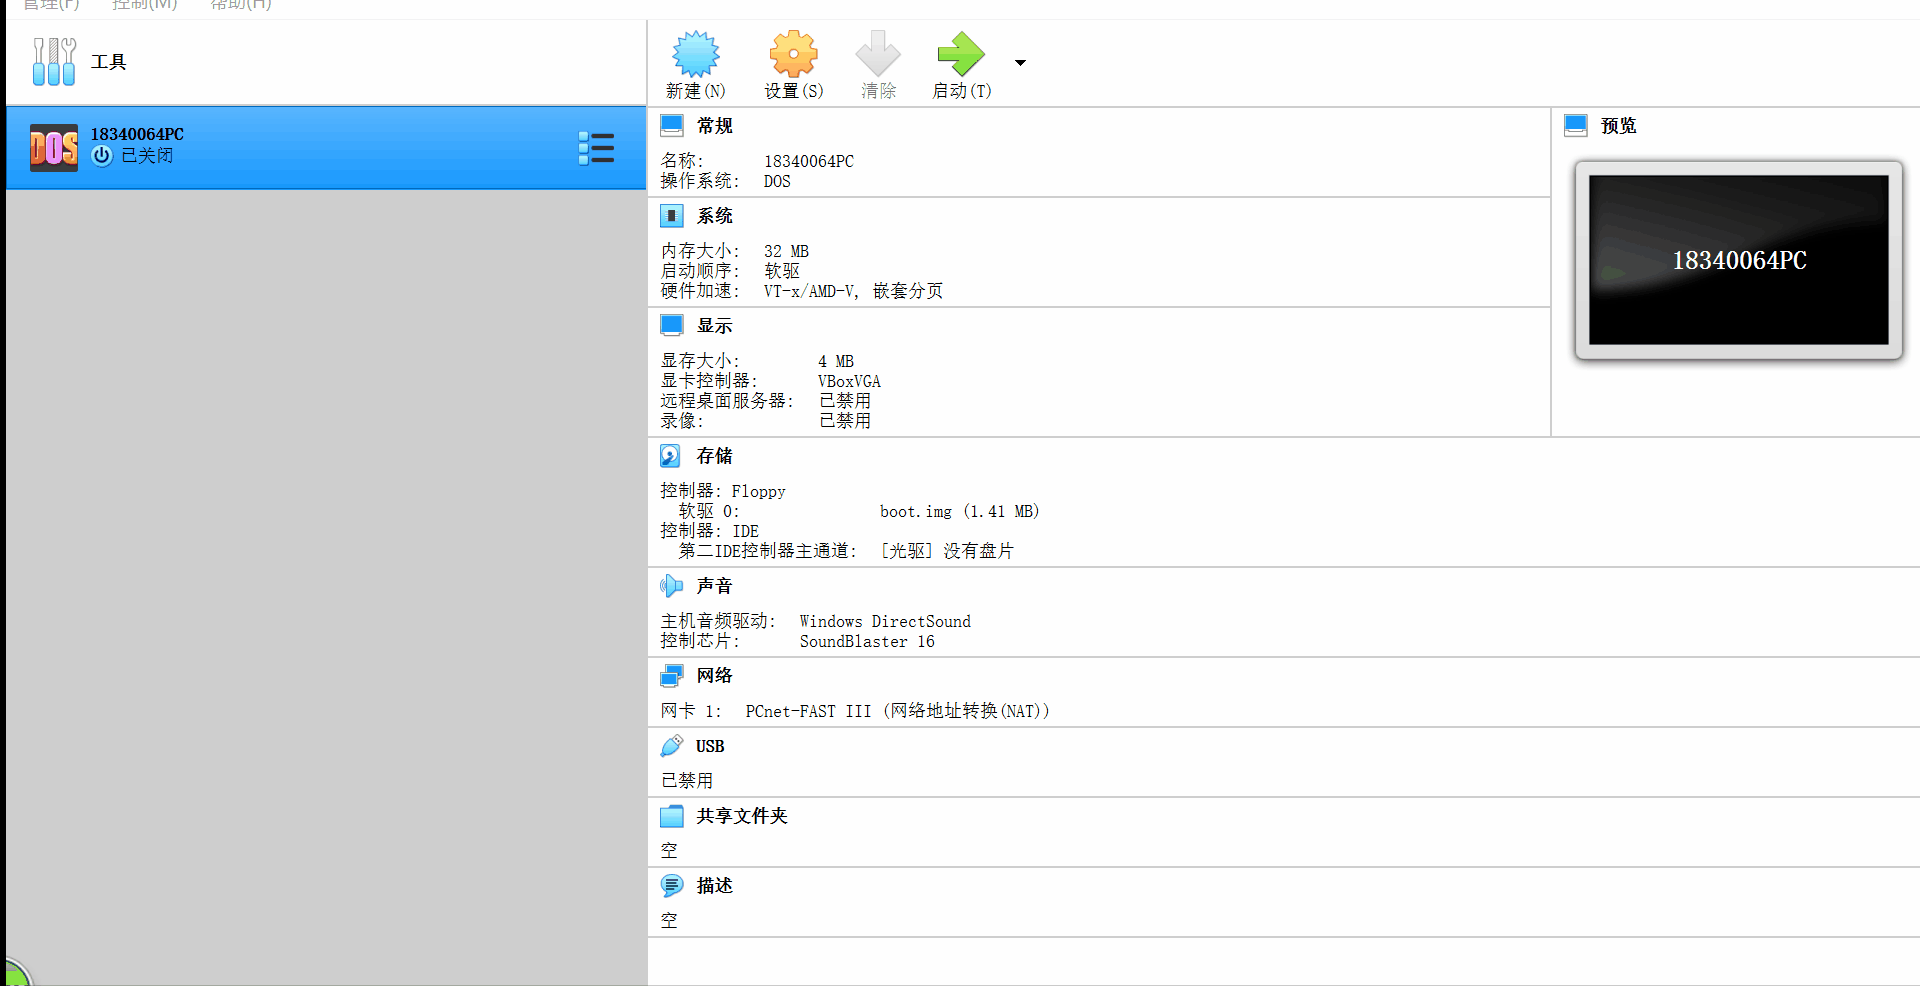 管理(F) 控制(M) 帮助(H)
工具
新建(N) 设置(S) 清除 启动(T)
DOS
18340064PC
已关闭
常规
名称: 18340064PC
操作系统: DOS
预览
18340064PC
系统
内存大小: 32 MB
启动顺序: 软驱
硬件加速: VT-x/AMD-V, 嵌套分页
显示
显存大小: 4 MB
显卡控制器: VBoxVGA
远程桌面服务器: 已禁用
录像: 已禁用
存储
控制器: Floppy
软驱 0: boot.img (1.41 MB)
控制器: IDE
第二IDE控制器主通道: [光驱] 没有盘片
声音
主机音频驱动: Windows DirectSound
控制芯片: SoundBlaster 16
网络
网卡 1: PCnet-FAST III (网络地址转换(NAT))
USB
已禁用
共享文件夹
空
描述
空